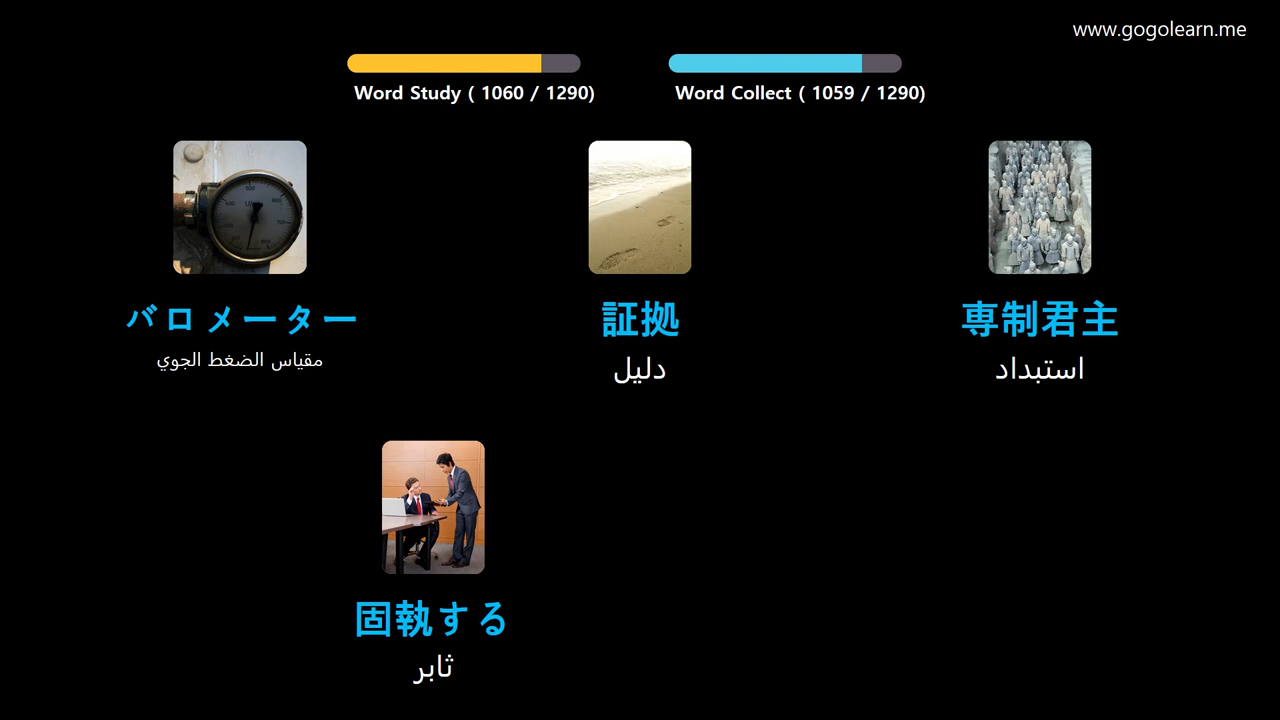 www.gogolearn.me
Word Study ( 1060 / 1290)
Word Collect ( 1059 / 1290)
バロメーター
مقياس الضغط الجوي
証拠
دليل
専制君主
استبداد
固執する
ثابر